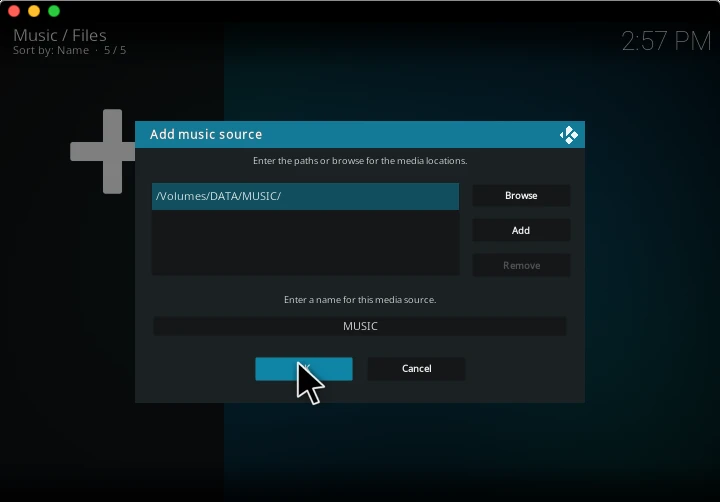 Music / Files
Sort by: Name · 5 / 5
2:57 PM
Add music source
Enter the paths or browse for the media locations.
/Volumes/DATA/MUSIC/
Browse
Add
Remove
Enter a name for this media source.
MUSIC
Cancel